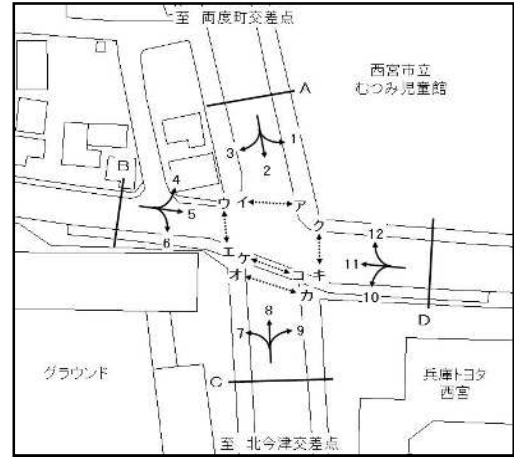 至 両度町交差点
西宮市立
むつみ児童館
A
1
2
3
B
4
5
6
ウ
イ
ア
ク
エ
ケ
オ
コ
キ
カ
12
11
10
D
8
7
9
C
グラウンド
兵庫トヨタ
西宮
至 北今津交差点